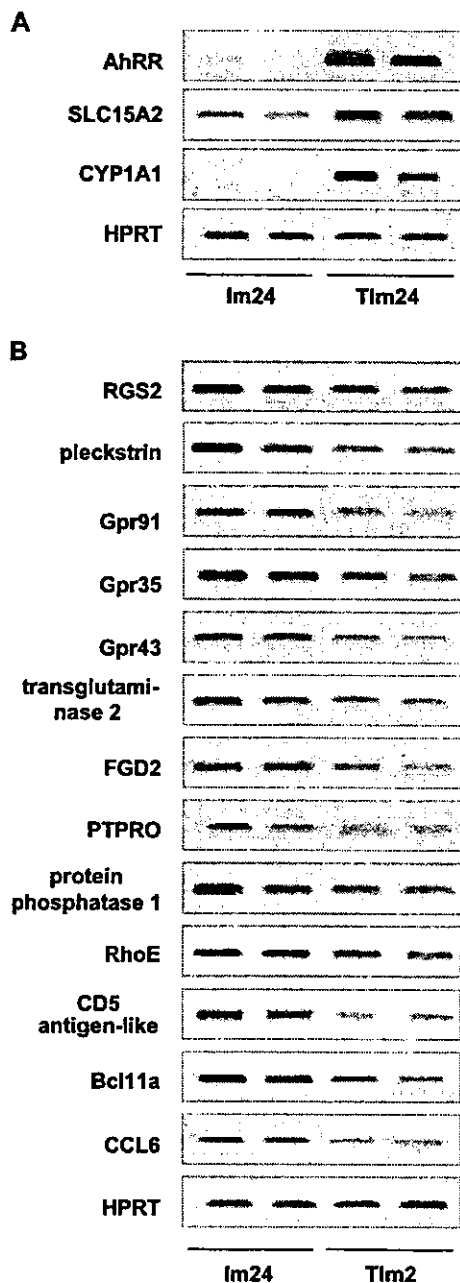 A
AhRR
SLC15A2
CYP1A1
HPRT
Im24 TIm24
B
RGS2
pleckstrin
Gpr91
Gpr35
Gpr43
transglutami-
nase 2
FGD2
PTPRO
protein
phosphatase 1
RhoE
CD5
antigen-like
Bcl11a
CCL6
HPRT
Im24 TIm2